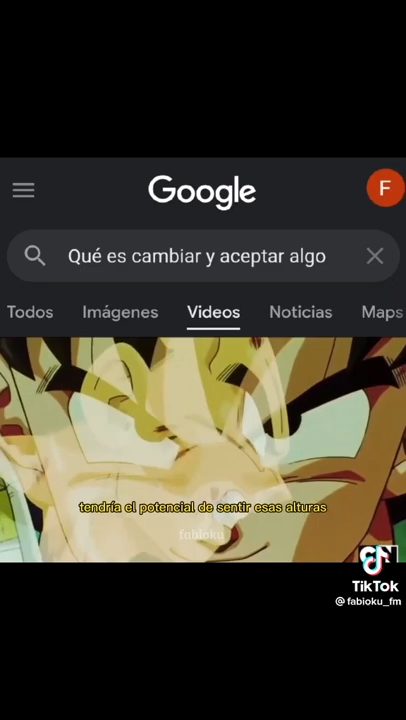 Google
F
Qué es cambiar y aceptar algo
Todos Imágenes Videos Noticias Maps
tendría el potencial de sentir esas alturas
fabioku
CN
TikTok
@fabioku_fm